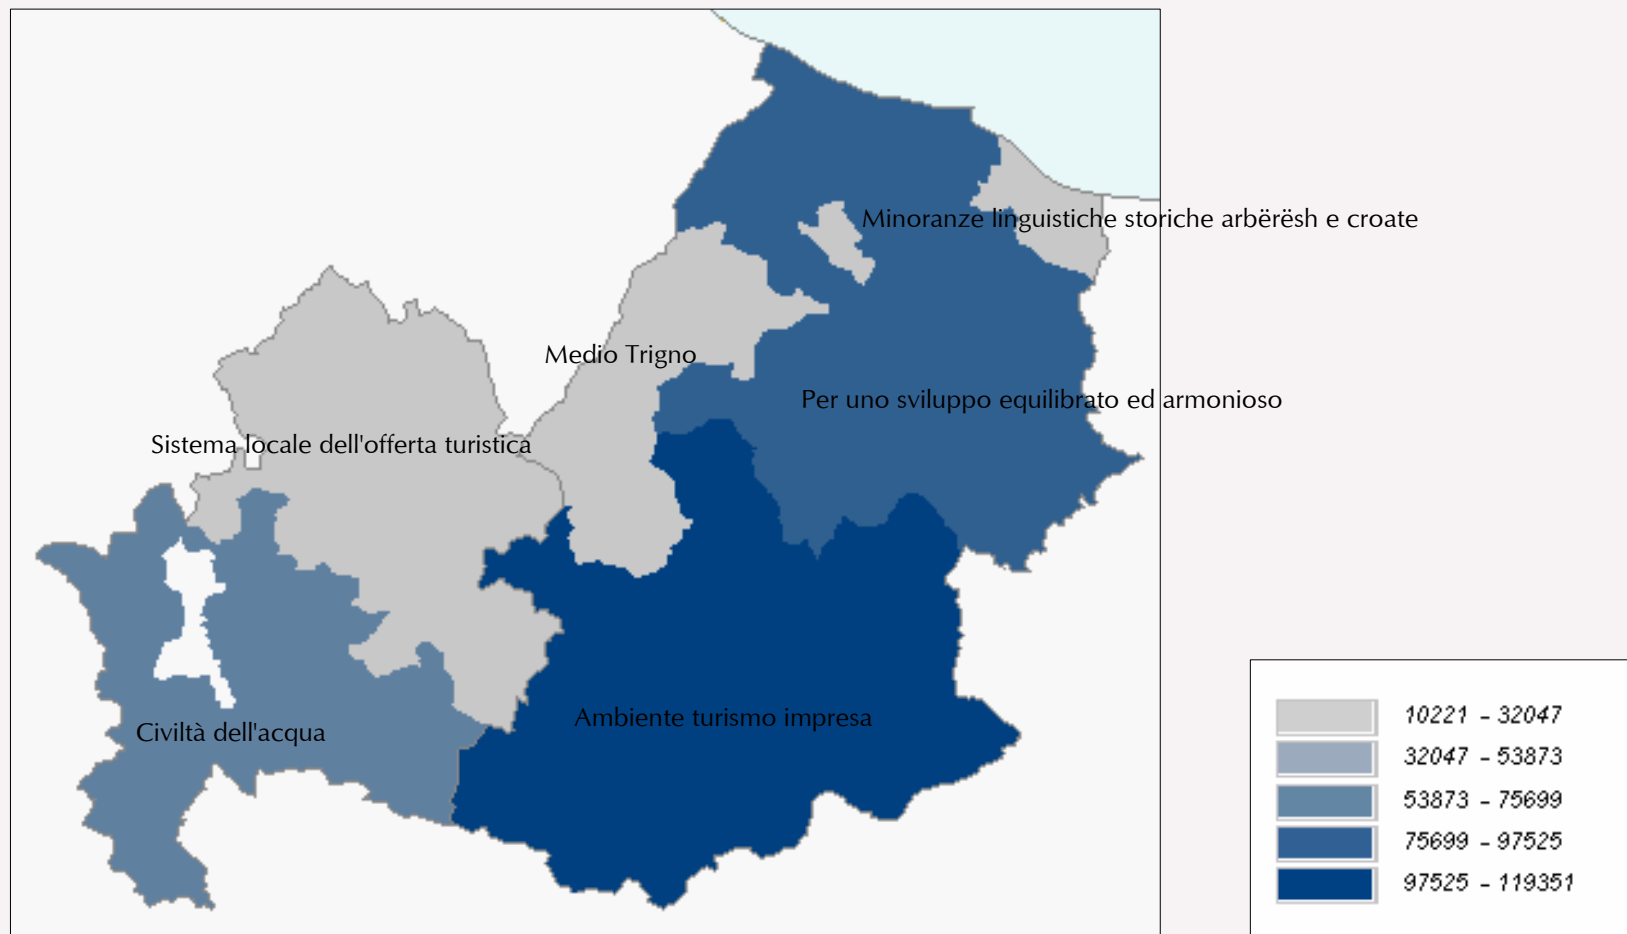 Minoranze linguistiche storiche arbërësh e croate
Medio Trigno
Per uno sviluppo equilibrato ed armonioso
Sistema locale dell'offerta turistica
Ambiente turismo impresa
Civiltà dell'acqua
10221 - 32047
32047 - 53873
53873 - 75699
75699 - 97525
97525 - 119351